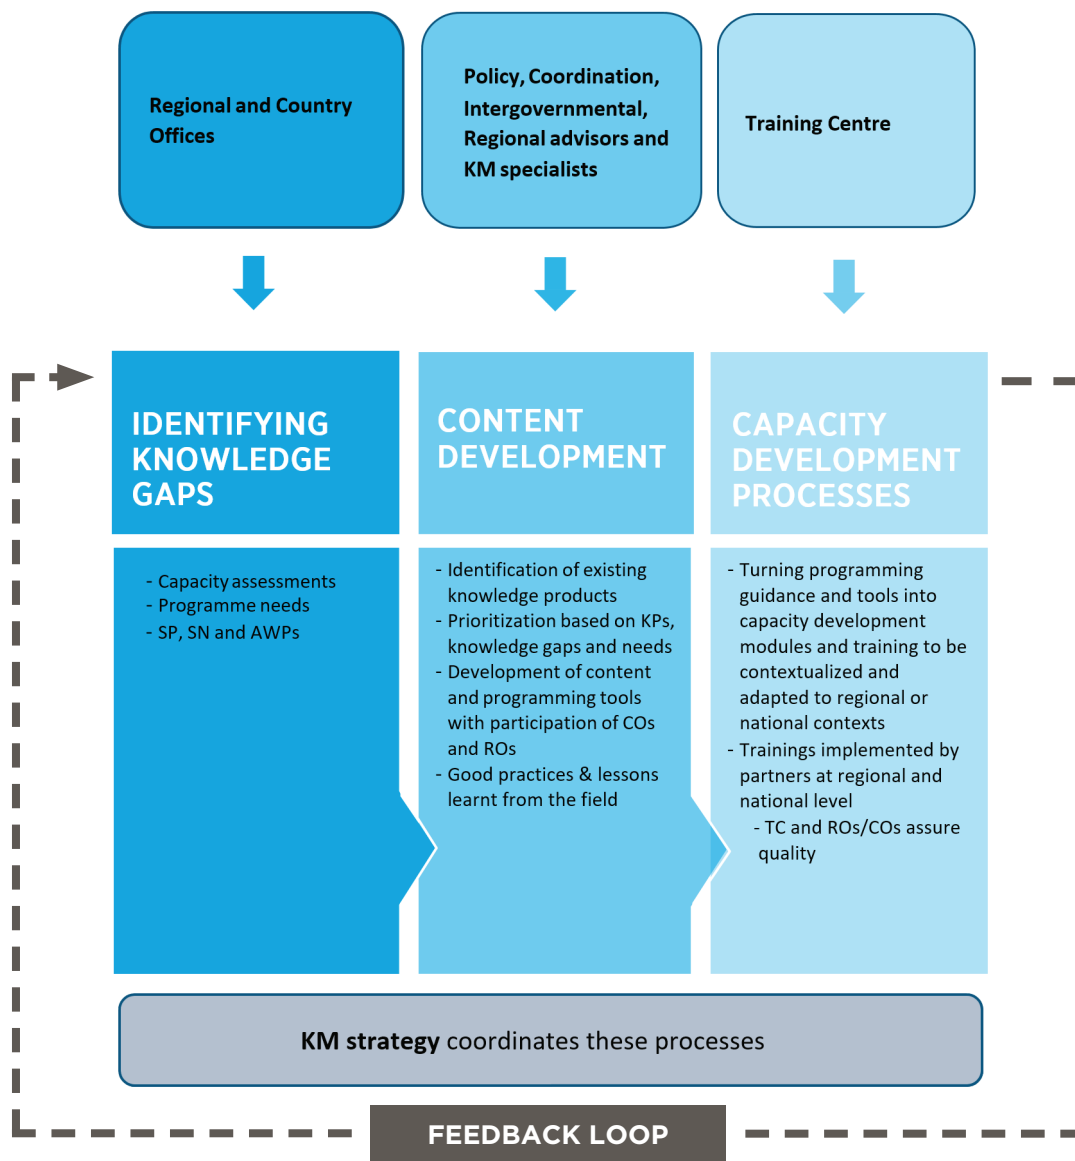 Regional and Country
Offices
Policy, Coordination,
Intergovernmental,
Regional advisors and
KM specialists
Training Centre
IDENTIFYING
KNOWLEDGE
GAPS
- Capacity assessments
- Programme needs
- SP, SN and AWPs
CONTENT
DEVELOPMENT
- Identification of existing
knowledge products
- Prioritization based on KPs,
knowledge gaps and needs
- Development of content
and programming tools
with participation of COs
and ROs
- Good practices & lessons
learnt from the field
CAPACITY
DEVELOPMENT
PROCESSES
- Turning programming
guidance and tools into
capacity development
modules and training to be
contextualized and
adapted to regional or
national contexts
- Trainings implemented by
partners at regional and
national level
- TC and ROs/COs assure
quality
KM strategy coordinates these processes
FEEDBACK LOOP